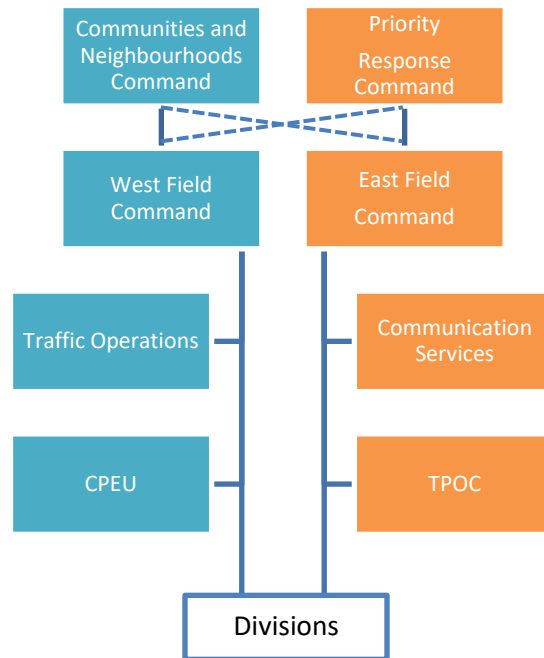 Communities and
Neighbourhoods
Command
Priority
Response
Command
West Field
Command
East Field
Command
Traffic Operations
Communication
Services
CPEU
TPOC
Divisions